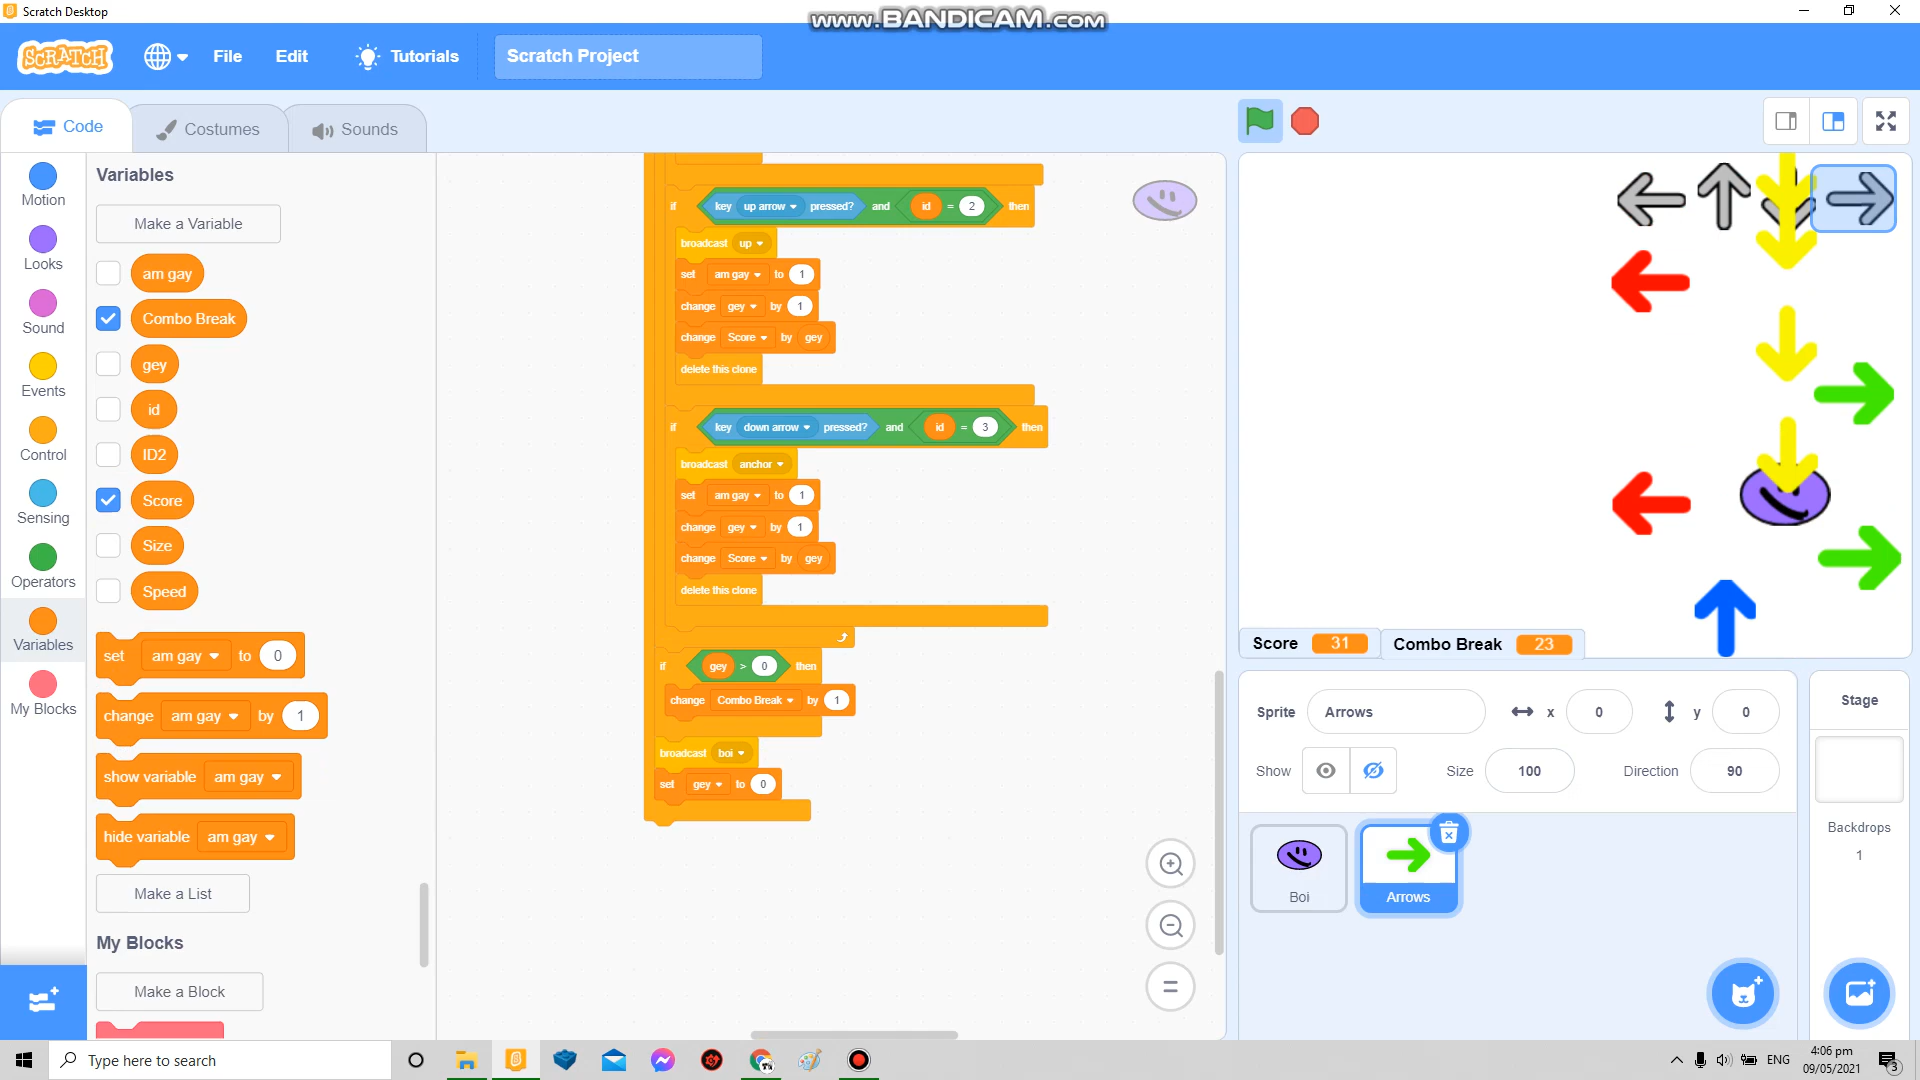 Scratch Desktop
www.BANDICAM.com
SCRATCH
File
Edit
Tutorials
Scratch Project
Code
Costumes
Sounds
Motion
Looks
Sound
Events
Control
Sensing
Operators
Variables
My Blocks
Variables
Make a Variable
am gay
Combo Break
gey
id
ID2
Score
Size
Speed
set am gay to 0
change am gay by 1
show variable am gay
hide variable am gay
Make a List
My Blocks
Make a Block
if key up arrow pressed? and id = 2 then
broadcast up
set am gay to 1
change gey by 1
change Score by gey
delete this clone
if key down arrow pressed? and id = 3 then
broadcast anchor
set am gay to 1
change gey by 1
change Score by gey
delete this clone
if gey > 0 then
change Combo Break by 1
broadcast boi
set gey to 0
Score 31
Combo Break 23
Sprite Arrows x 0 y 0
Show Size 100 Direction 90
Boi
Arrows
Stage
Backdrops
1
Type here to search
ENG
4:06 pm
09/05/2021
3